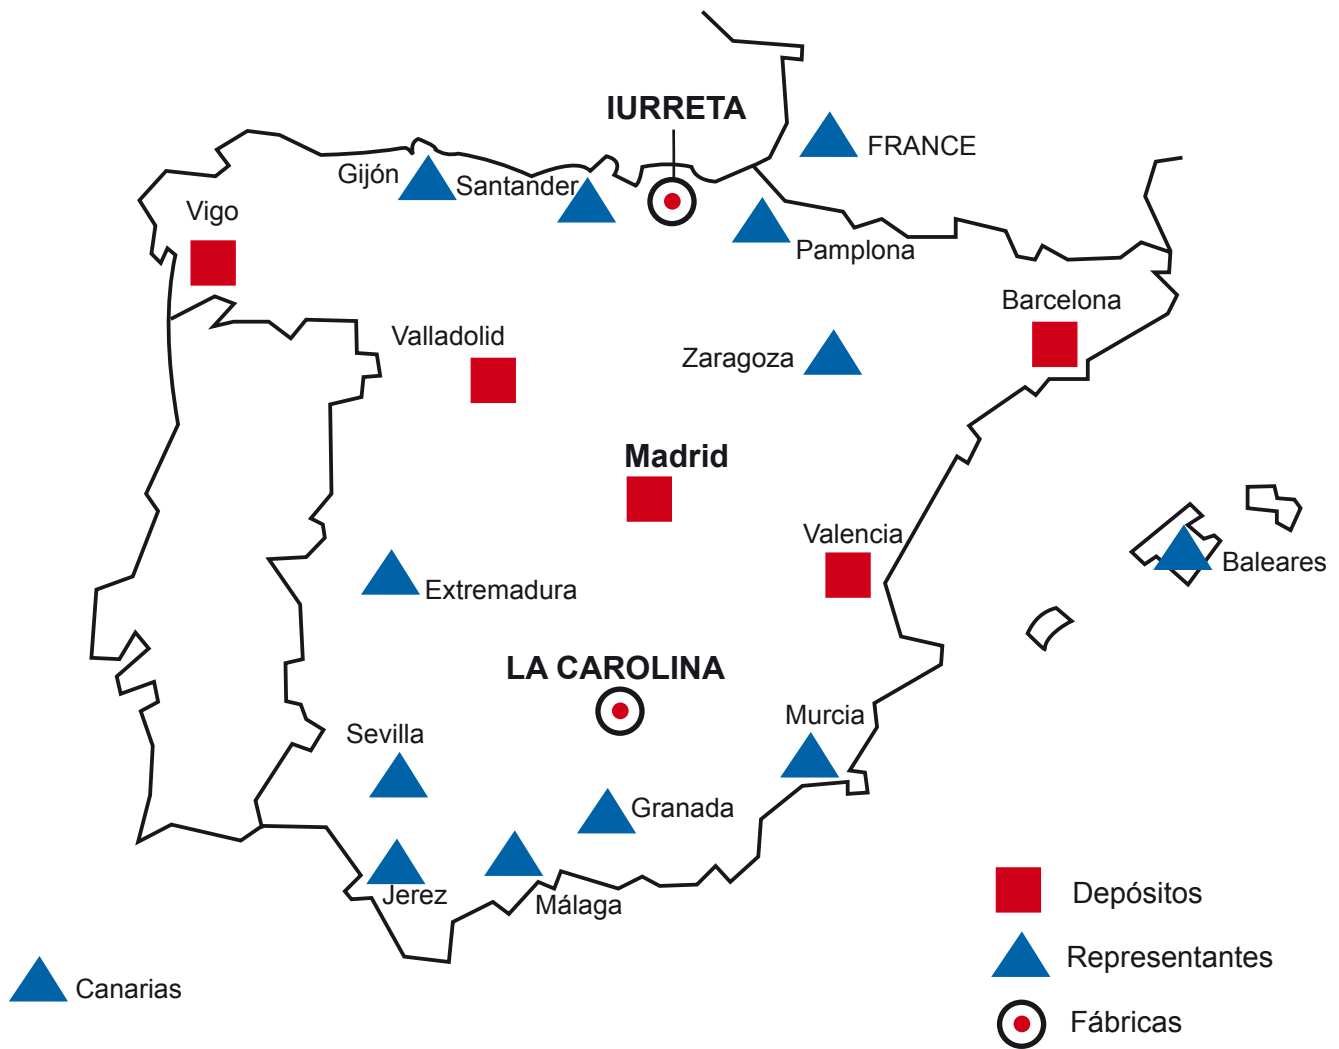 IURRETA
FRANCE
Gijón
Santander
Vigo
Pamplona
Barcelona
Valladolid
Zaragoza
Madrid
Valencia
Baleares
Extremadura
LA CAROLINA
Murcia
Sevilla
Granada
Jerez
Málaga
Depósitos
Representantes
Canarias
Fábricas